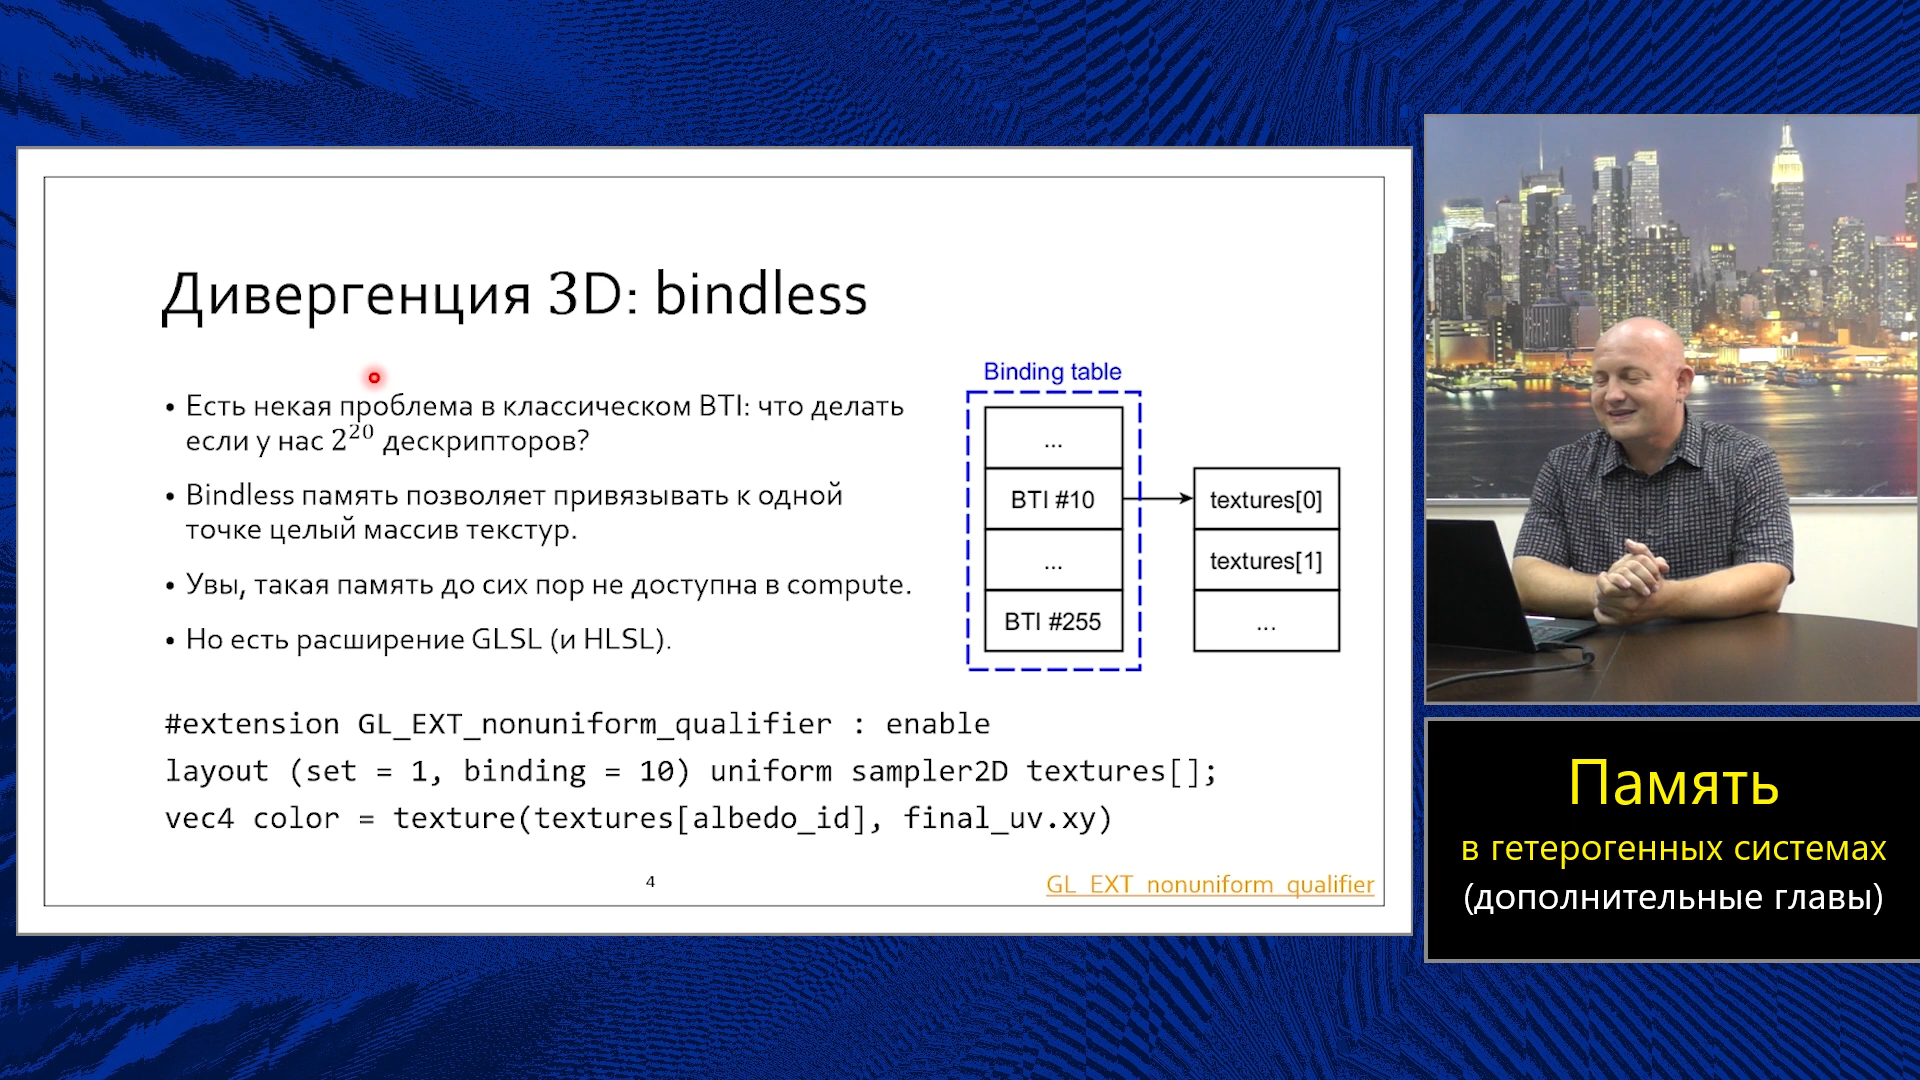 Дивергенция 3D: bindless
• Есть некая проблема в классическом BTI: что делать
если у нас 2²⁰ дескрипторов?
• Bindless память позволяет привязывать к одной
точке целый массив текстур.
• Увы, такая память до сих пор не доступна в compute.
• Но есть расширение GLSL (и HLSL).
Binding table
...
BTI #10
...
BTI #255
textures[0]
textures[1]
...
#extension GL_EXT_nonuniform_qualifier : enable
layout (set = 1, binding = 10) uniform sampler2D textures[];
vec4 color = texture(textures[albedo_id], final_uv.xy)
4
GL_EXT_nonuniform_qualifier
Память
в гетерогенных системах
(дополнительные главы)